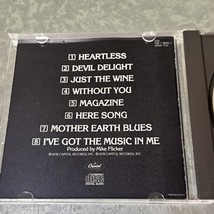 1 HEARTLESS
2 DEVIL DELIGHT
3 JUST THE WINE
4 WITHOUT YOU
5 MAGAZINE
6 HERE SONG
7 MOTHER EARTH BLUES
8 I'VE GOT THE MUSIC IN ME
Produced by Mike Flicker
Capitol